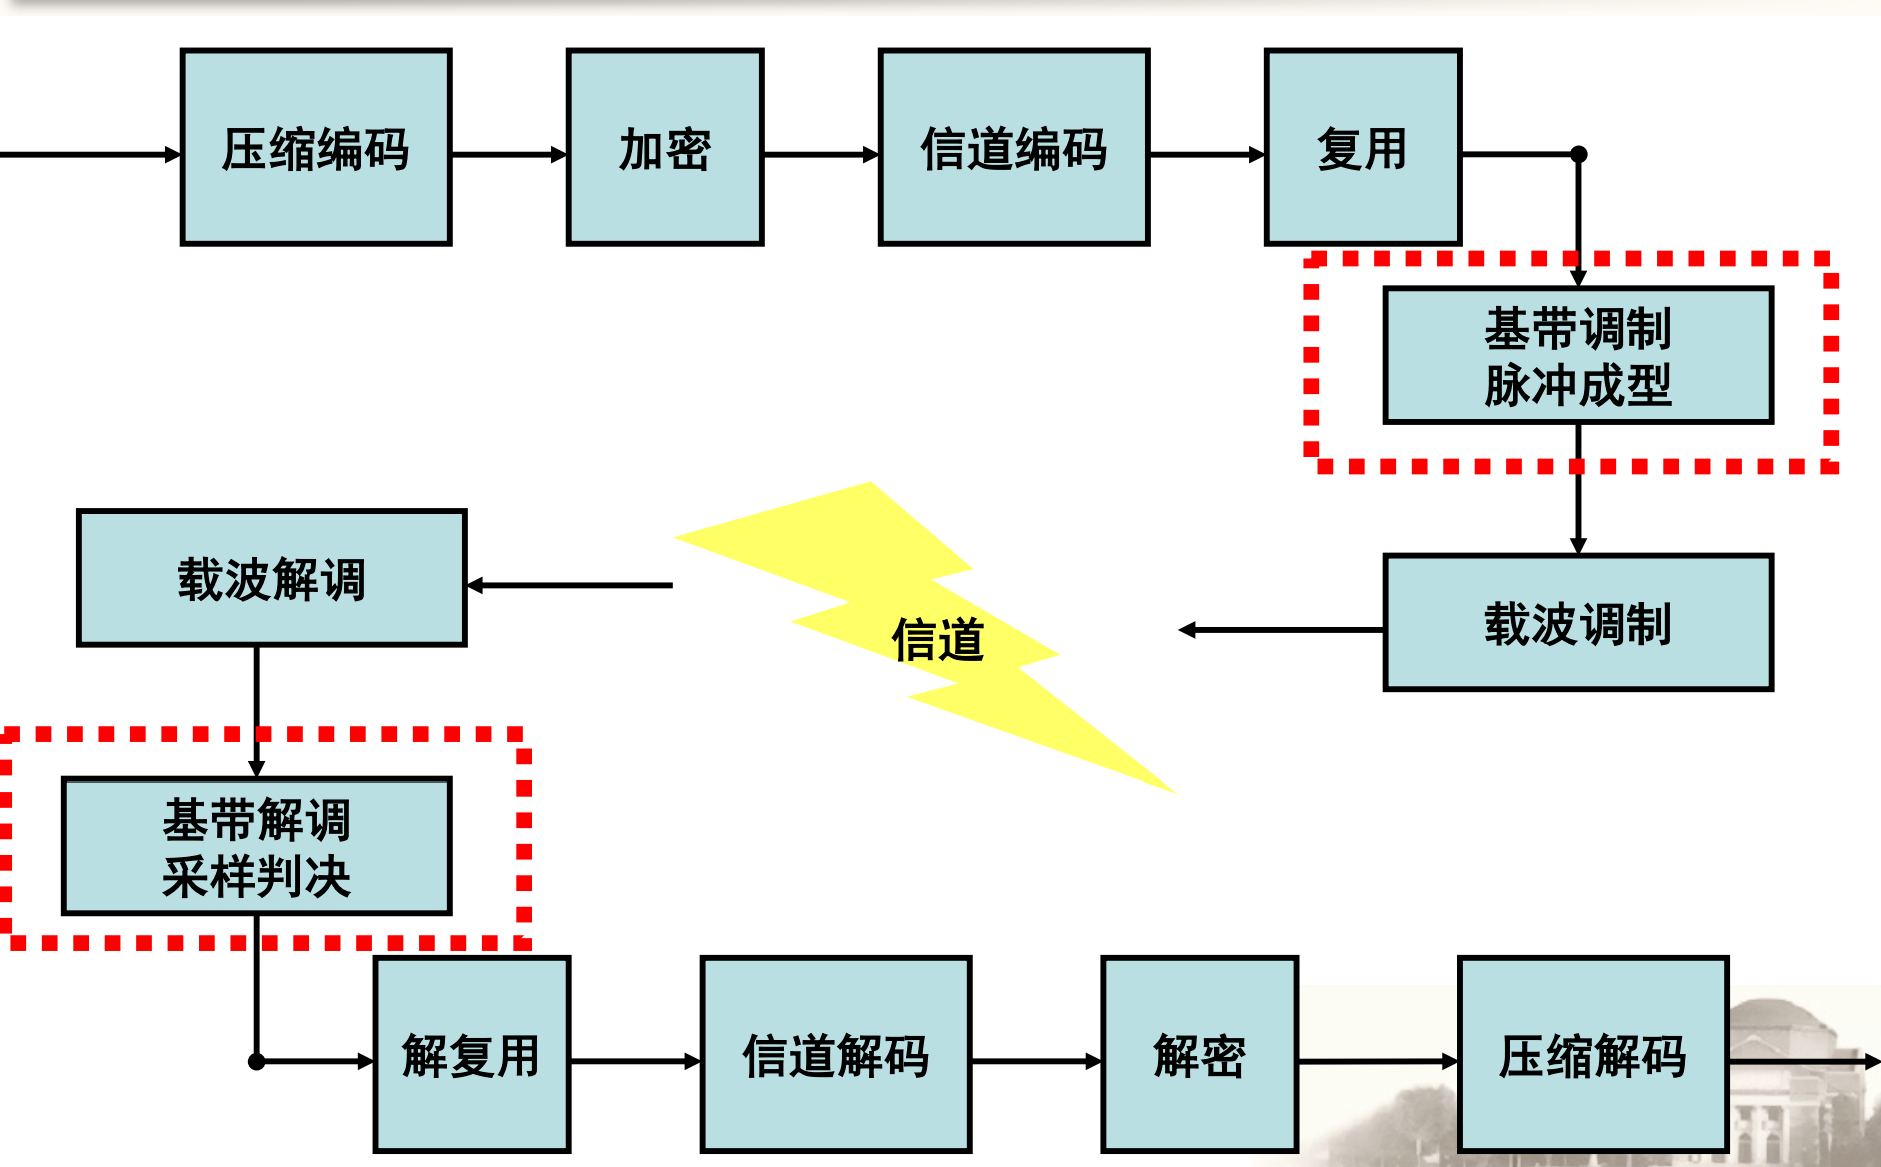 压缩编码
加密
信道编码
复用
基带调制
脉冲成型
载波调制
信道
载波解调
基带解调
采样判决
解复用
信道解码
解密
压缩解码